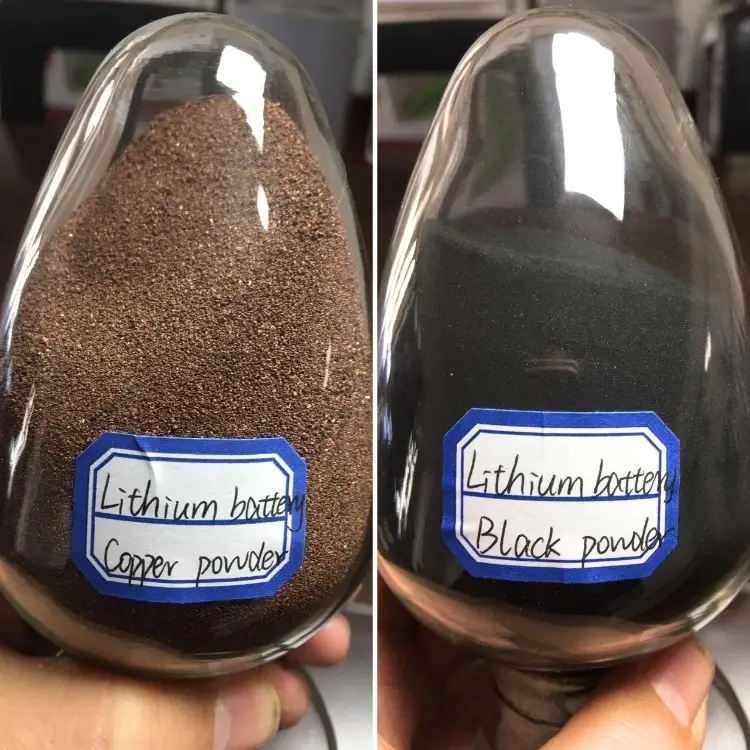 Lithium battery
Copper powder
Lithium battery
Black powder